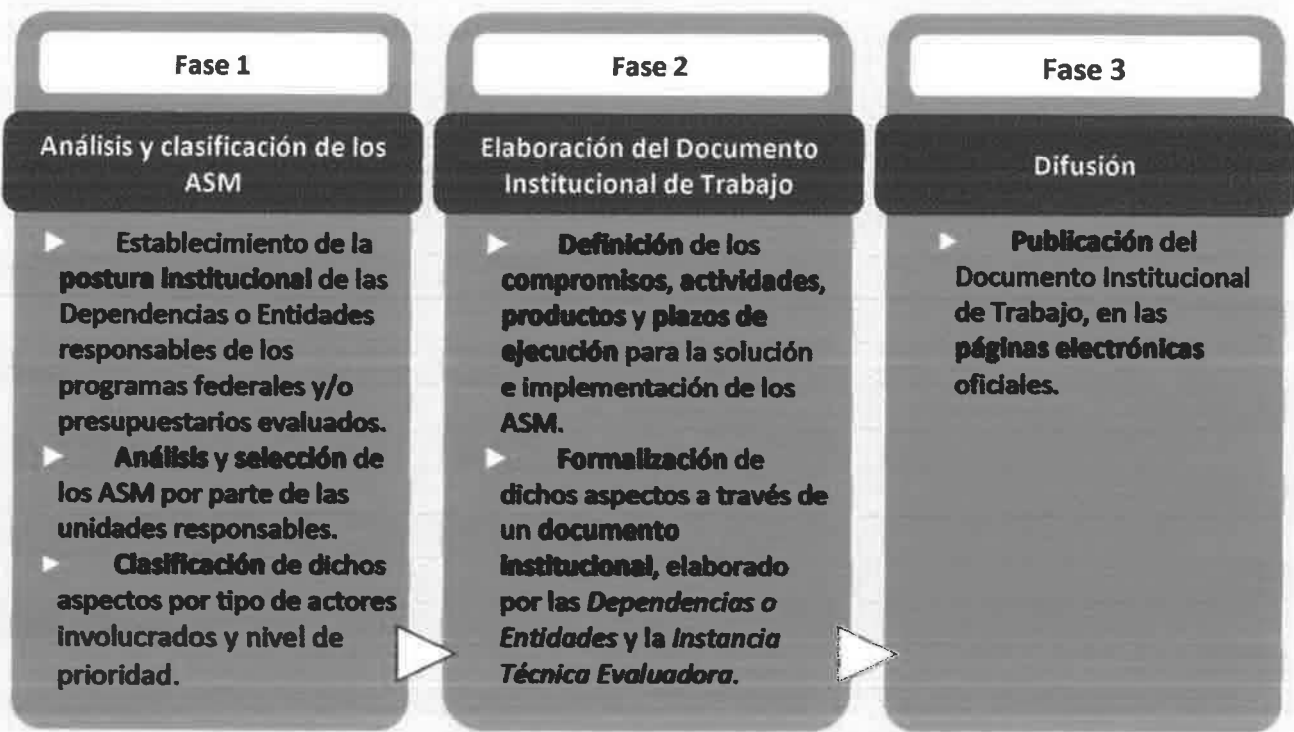 Fase 1
Análisis y clasificación de los
ASM
Establecimiento de la
postura institucional de las
Dependencias o Entidades
responsables de los
programas federales y/o
presupuestarios evaluados.
Análisis y selección de
los ASM por parte de las
unidades responsables.
Clasificación de dichos
aspectos por tipo de actores
involucrados y nivel de
prioridad.
Fase 2
Elaboración del Documento
Institucional de Trabajo
Definición de los
compromisos, actividades,
productos y plazos de
ejecución para la solución
e implementación de los
ASM.
Formalización de
dichos aspectos a través de
un documento
institucional, elaborado
por las Dependencias o
Entidades y la Instancia
Técnica Evaluadora.
Fase 3
Difusión
Publicación del
Documento Institucional
de Trabajo, en las
páginas electrónicas
oficiales.